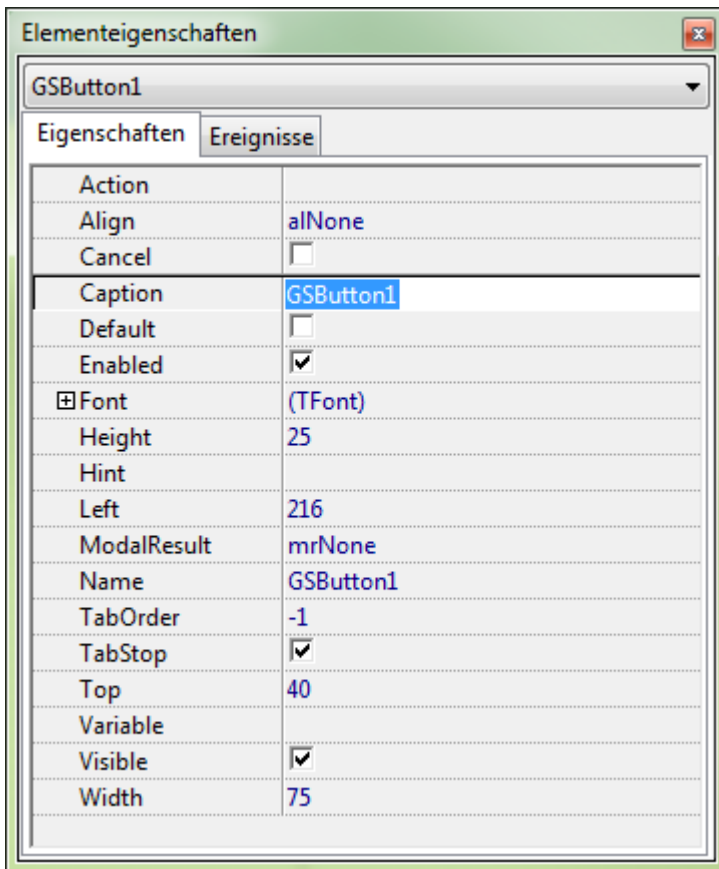 Elementeigenschaften
GSButton1
Eigenschaften Ereignisse
Action
Align alNone
Cancel
Caption GSButton1
Default
Enabled
Font (TFont)
Height 25
Hint
Left 216
ModalResult mrNone
Name GSButton1
TabOrder -1
TabStop
Top 40
Variable
Visible
Width 75